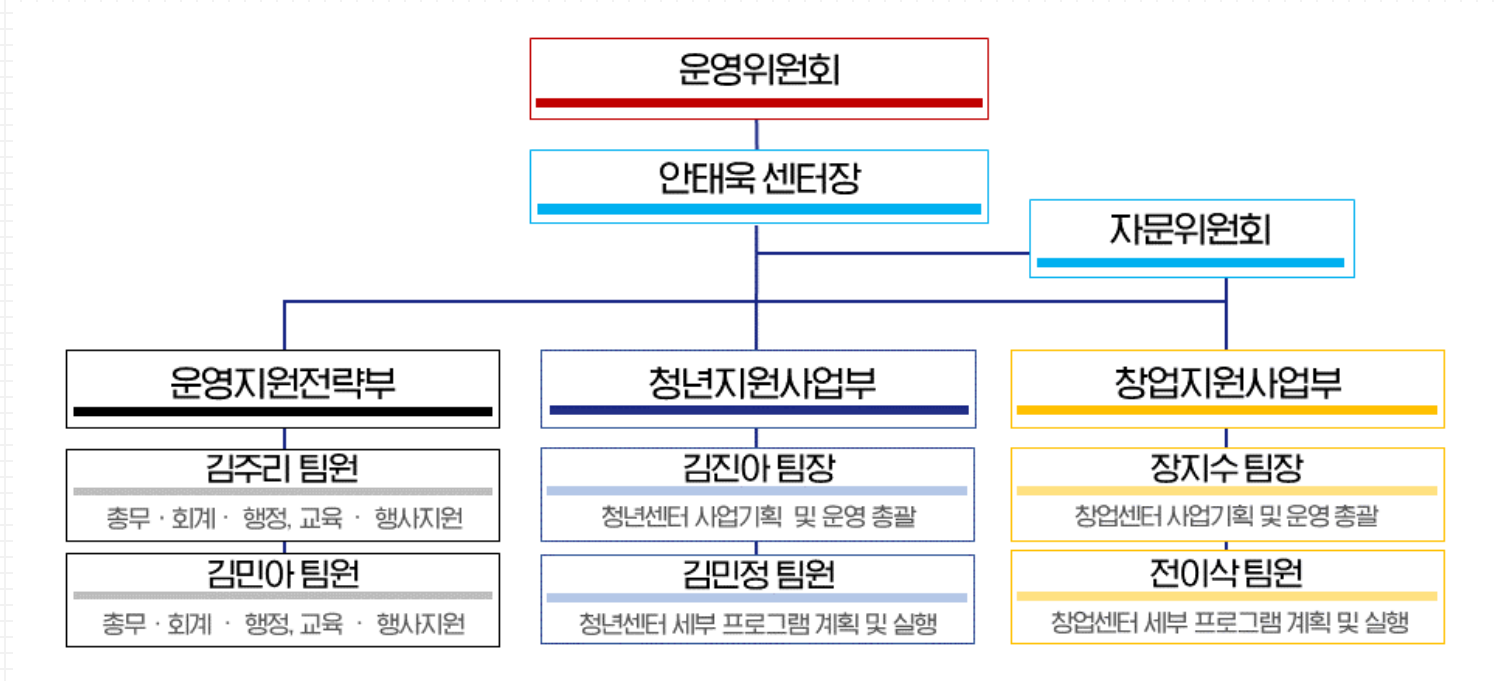 운영위원회
안태욱 센터장
자문위원회
운영지원전략부
김주리 팀원
총무 · 회계 · 행정, 교육 · 행사지원
김민아 팀원
총무 · 회계 · 행정, 교육 · 행사지원
청년지원사업부
김진아 팀장
청년센터 사업기획 및 운영 총괄
김민정 팀원
청년센터 세부 프로그램 계획 및 실행
창업지원사업부
장지수 팀장
창업센터 사업기획 및 운영 총괄
전이삭 팀원
창업센터 세부 프로그램 계획 및 실행